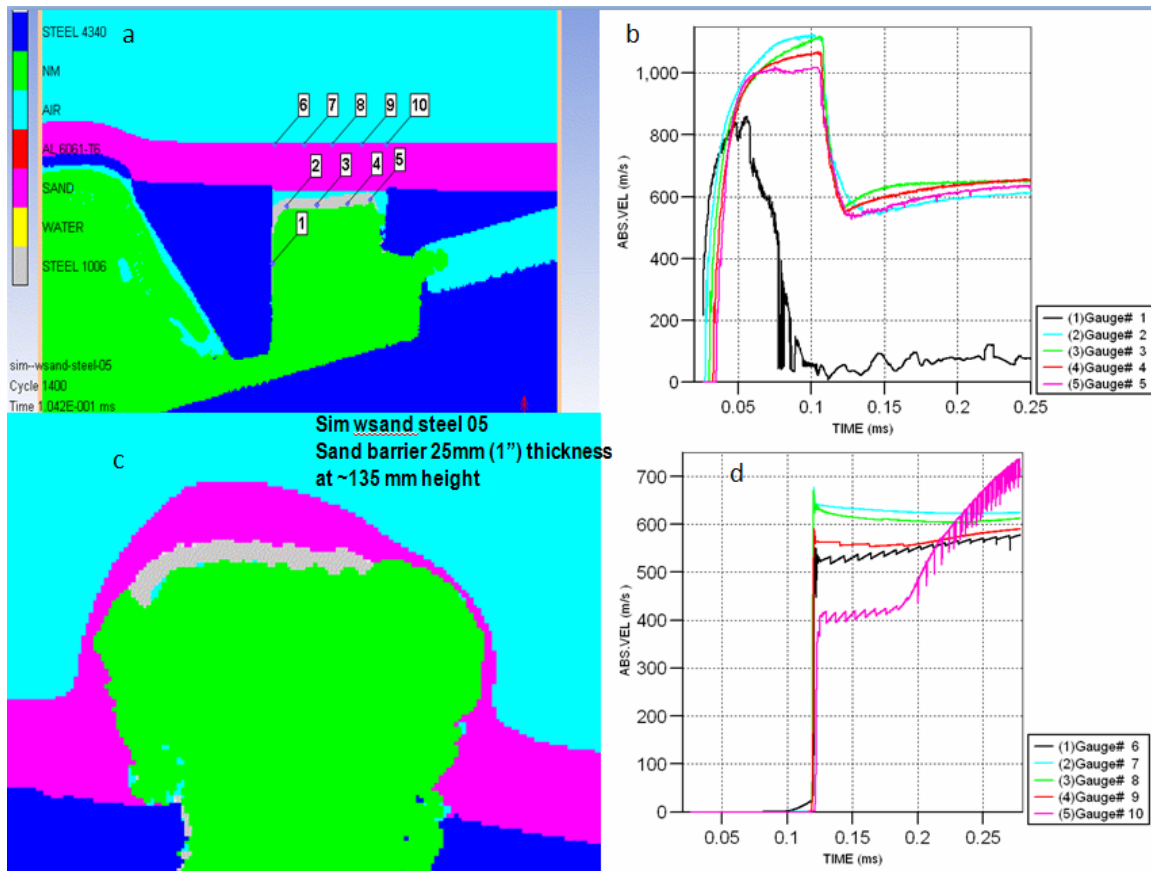 a
STEEL 4340
NM
AIR
AL 6061-T6
SAND
WATER
STEEL 1006
6
7
8
9
10
2
3
4
5
1
sim--wsand-steel-05
Cycle 1400
Time 1.042E-001 ms
b
1,000
800
600
400
200
0
ABS.VEL (m/s)
0.05
0.1
0.15
0.2
0.25
TIME (ms)
(1)Gauge# 1
(2)Gauge# 2
(3)Gauge# 3
(4)Gauge# 4
(5)Gauge# 5
c
Sim wsand steel 05
Sand barrier 25mm (1”) thickness
at ~135 mm height
d
700
600
500
400
300
200
100
0
ABS.VEL (m/s)
0.05
0.1
0.15
0.2
0.25
TIME (ms)
(1)Gauge# 6
(2)Gauge# 7
(3)Gauge# 8
(4)Gauge# 9
(5)Gauge# 10